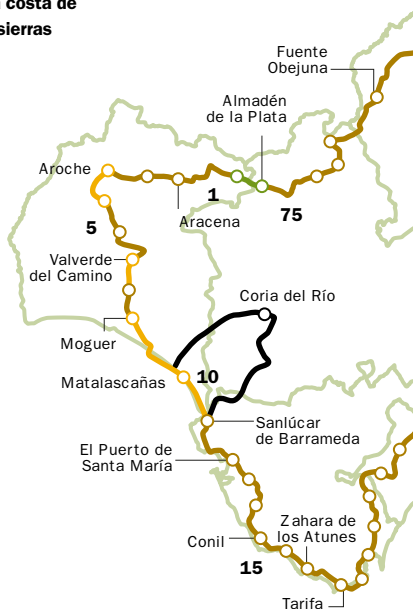 costa de
sierras
Fuente
Obejuna
Almadén
de la Plata
Aroche
1
Aracena
75
5
Valverde
del Camino
Coria del Río
Moguer
Matalascañas
10
Sanlúcar
de Barrameda
El Puerto de
Santa María
Zahara de
los Atunes
Conil
15
Tarifa